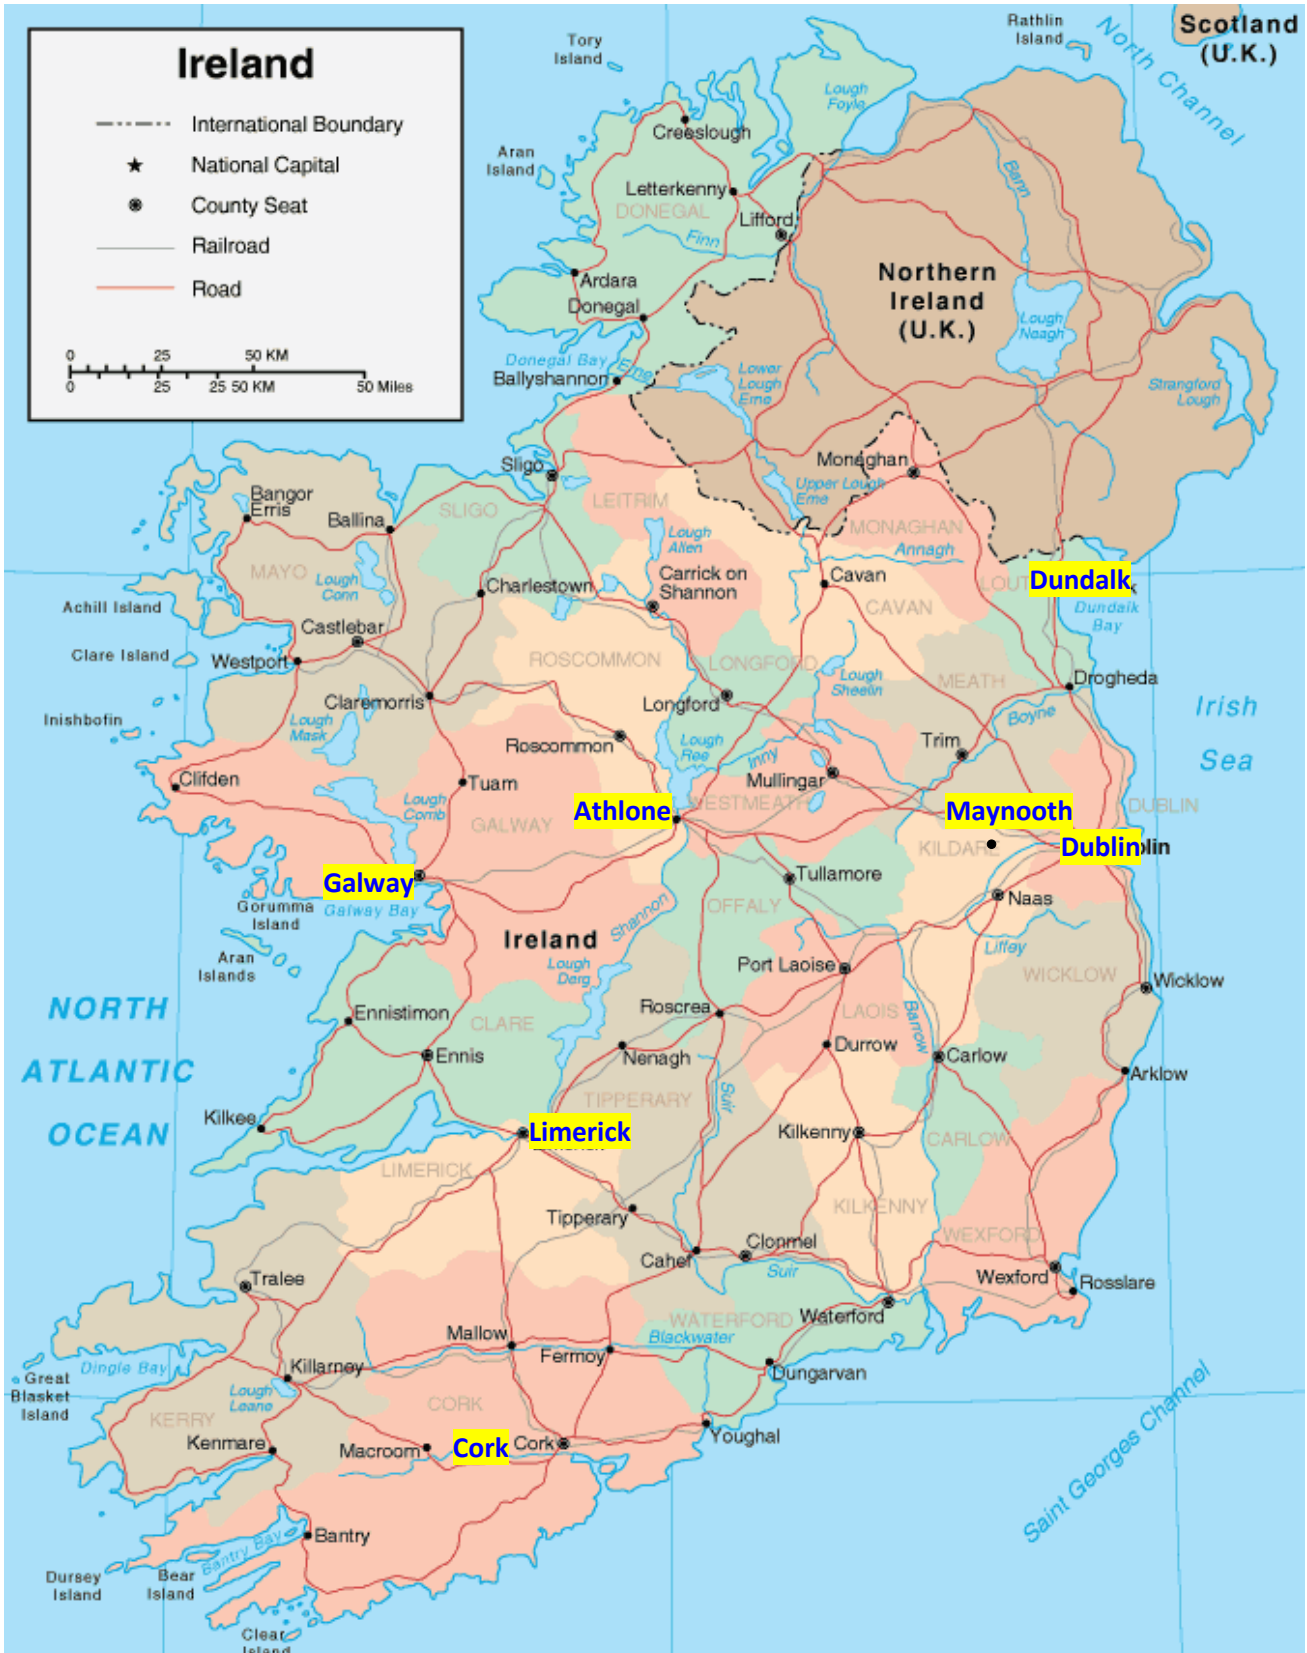 Ireland
International Boundary
National Capital
County Seat
Railroad
Road
0 25 50 KM
0 25 25 50 KM 50 Miles
Tory
Island
Rathlin
Island
North Channel
Scotland
(U.K.)
Aran
Island
Creeslough
Lough
Foyle
Letterkenny
DONEGAL
Lifford
Finn
Bann
Ardara
Donegal
Northern
Ireland
(U.K.)
Lough
Neagh
Donegal Bay
Erne
Ballyshannon
Lower
Lough
Erne
Strangford
Lough
Sligo
Monaghan
Upper Lough
Erne
Bangor
Erris
Ballina
SLIGO
LEITRIM
MONAGHAN
Annagh
MAYO
Lough
Conn
Lough
Allen
Charlestown
Carrick on
Shannon
Cavan
CAVAN
LOUT
Dundalk
k
Dundalk
Bay
Achill Island
Castlebar
Clare Island
Westport
ROSCOMMON
LONGFORD
Lough
Sheelin
MEATH
Drogheda
Claremorris
Longford
Inishbofin
Lough
Mask
Roscommon
Lough
Ree
Inny
Boyne
Trim
Irish
Sea
Clifden
Tuam
Mullingar
Lough
Corrib
GALWAY
Athlone
WESTMEATH
Maynooth
DUBLIN
KILDARE
Dublin
lin
Galway
Galway Bay
Gorumma
Island
Tullamore
Naas
OFFALY
Shannon
Ireland
Liffey
Aran
Islands
Lough
Derg
Port Laoise
WICKLOW
Wicklow
NORTH
ATLANTIC
OCEAN
Ennistimon
CLARE
Roscrea
LAOIS
Barrow
Ennis
Nenagh
Durrow
Carlow
Arklow
Suir
TIPPERARY
Kilkee
Limerick
Kilkenny
CARLOW
LIMERICK
Tipperary
KILKENNY
WEXFORD
Caher
Clonmel
Suir
Tralee
Wexford
Rosslare
Waterford
WATERFORD
Mallow
Blackwater
Fermoy
Dingle Bay
Killarney
Dungarvan
Great
Blasket
Island
Lough
Leane
CORK
KERRY
Kenmare
Macroom
Cork
Cork
Youghal
Saint Georges Channel
Bantry
Bantry Bay
Dursey
Island
Bear
Island
Clear